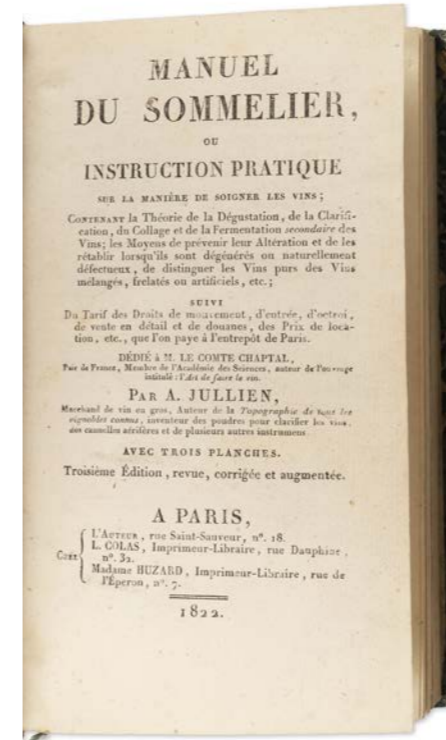 MANUEL
DU SOMMELIER,
OU
INSTRUCTION PRATIQUE
SUR LA MANIÈRE DE SOIGNER LES VINS;
CONTENANT la Théorie de la Dégustation, de la Clarifi-
cation, du Collage et de la Fermentation secondaire des
Vins; les Moyens de prévenir leur Altération et de les
rétablir lorsqu'ils sont dégénérés ou naturellement
défectueux, de distinguer les Vins purs des Vins
mélangés, frelatés ou artificiels, etc.;
SUIVI
Du Tarif des Droits de mouvement, d'entrée, d'octroi,
de vente en détail et de douanes, des Prix de loca-
tion, etc., que l'on paye à l'entrepôt de Paris.
DÉDIÉ à M. LE COMTE CHAPTAL,
Pair de France, Membre de l'Académie des Sciences, auteur de l'ouvrage
intitulé : l'Art de faire le vin.
PAR A. JULLIEN,
Marchand de vin en gros, Auteur de la Topographie de tous les
vignobles connus, inventeur des poudres pour clarifier les vins,
des cannelles aérifères et de plusieurs autres instrumens.
AVEC TROIS PLANCHES.
Troisième Édition, revue, corrigée et augmentée.
A PARIS,
CHEZ
L'AUTEUR, rue Saint-Sauveur, n°. 18.
L. COLAS, Imprimeur-Libraire, rue Dauphine,
n°. 32.
Madame HUZARD, Imprimeur-Libraire, rue de
l'Éperon, n°. 7.
1822.